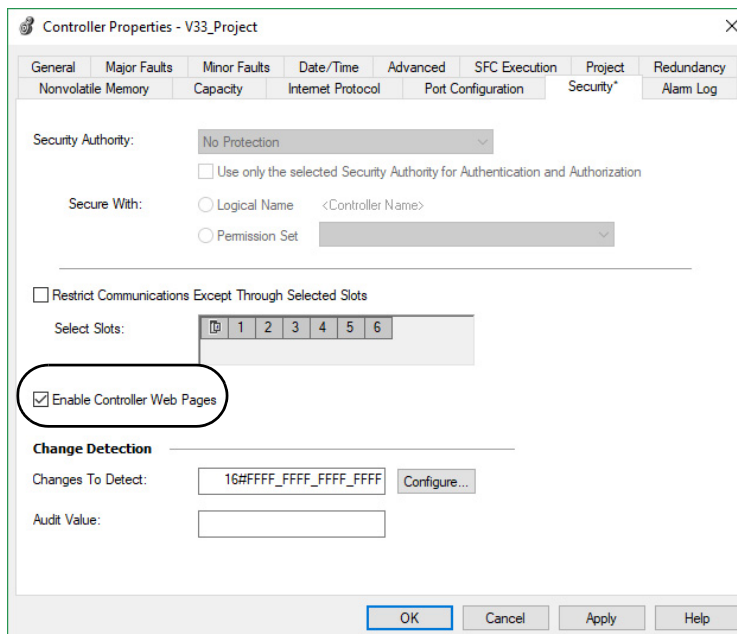 Controller Properties - V33_Project
General Major Faults Minor Faults Date/Time Advanced SFC Execution Project Redundancy
Nonvolatile Memory Capacity Internet Protocol Port Configuration Security* Alarm Log
Security Authority: No Protection
Use only the selected Security Authority for Authentication and Authorization
Secure With: Logical Name <Controller Name>
Permission Set
Restrict Communications Except Through Selected Slots
Select Slots: 1 2 3 4 5 6
Enable Controller Web Pages
Change Detection
Changes To Detect: 16#FFFF_FFFF_FFFF_FFFF Configure...
Audit Value:
OK Cancel Apply Help